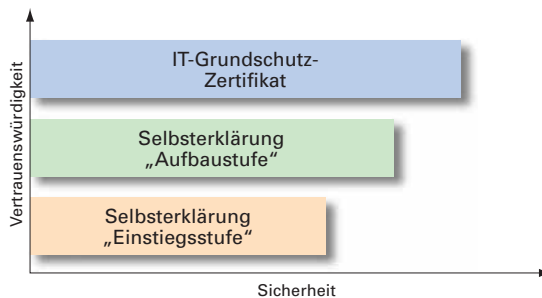 Vertrauenswürdigkeit
IT-Grundschutz-
Zertifikat
Selbsterklärung
„Aufbaustufe“
Selbsterklärung
„Einstiegsstufe“
Sicherheit